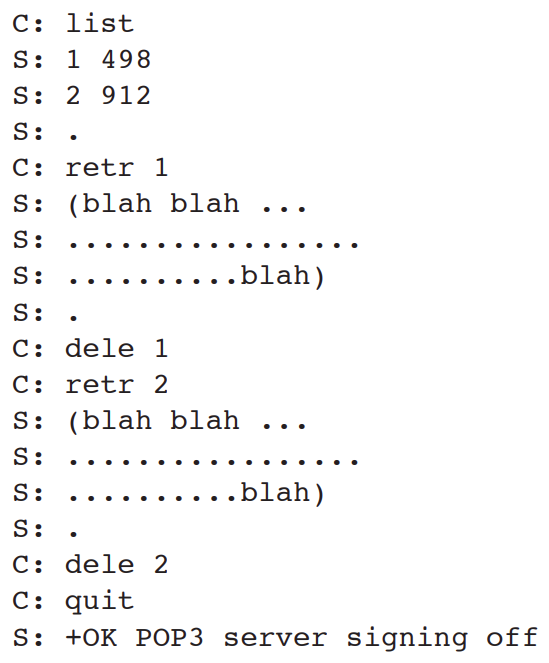 C: list
S: 1 498
S: 2 912
S: .
C: retr 1
S: (blah blah ...
S: .................
S: ..........blah)
S: .
C: dele 1
C: retr 2
S: (blah blah ...
S: .................
S: ..........blah)
S: .
C: dele 2
C: quit
S: +OK POP3 server signing off